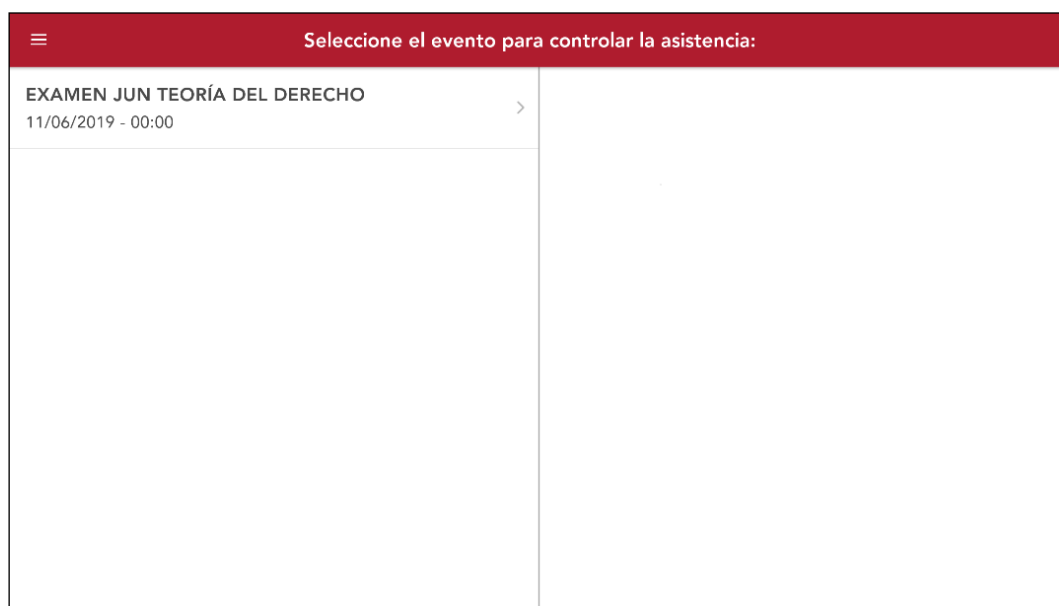 Seleccione el evento para controlar la asistencia:
EXAMEN JUN TEORÍA DEL DERECHO
11/06/2019 - 00:00